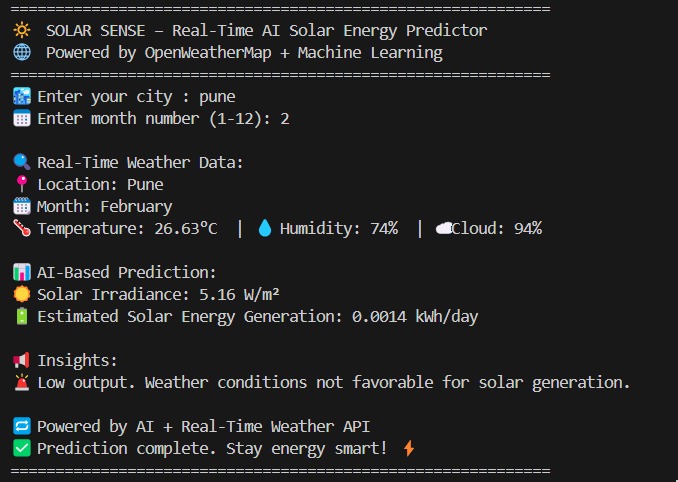 ============================================================
🔆 SOLAR SENSE – Real-Time AI Solar Energy Predictor
🌐 Powered by OpenWeatherMap + Machine Learning
============================================================
🏙️ Enter your city : pune
📅 Enter month number (1-12): 2
🔍 Real-Time Weather Data:
📍 Location: Pune
🗓️ Month: February
🌡️ Temperature: 26.63°C | 💧 Humidity: 74% | ☁️Cloud: 94%
📊 AI-Based Prediction:
🌞 Solar Irradiance: 5.16 W/m²
🔋 Estimated Solar Energy Generation: 0.0014 kWh/day
📢 Insights:
🚨 Low output. Weather conditions not favorable for solar generation.
🔁 Powered by AI + Real-Time Weather API
✅ Prediction complete. Stay energy smart! ⚡
============================================================